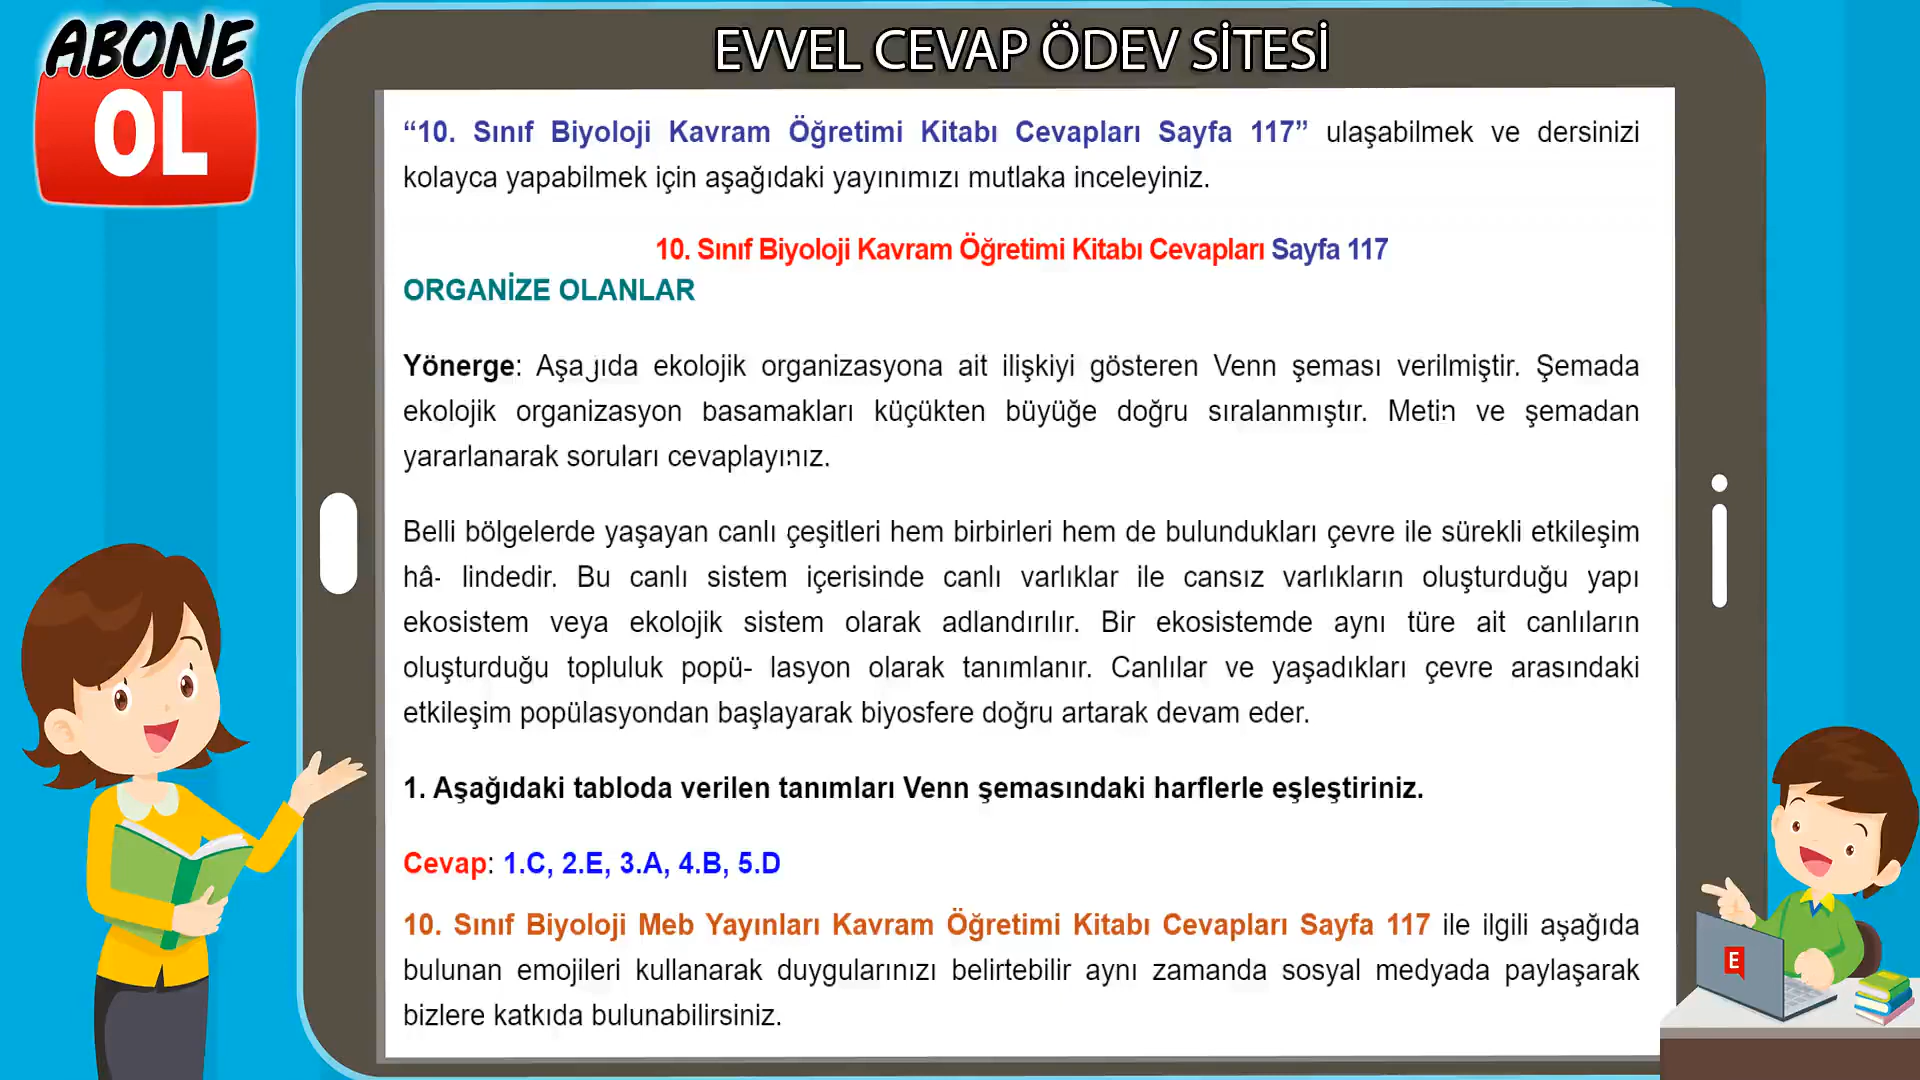 ABONE
OL
EVVEL CEVAP ÖDEV SİTESİ
“10. Sınıf Biyoloji Kavram Öğretimi Kitabı Cevapları Sayfa 117” ulaşabilmek ve dersinizi
kolayca yapabilmek için aşağıdaki yayınımızı mutlaka inceleyiniz.
10. Sınıf Biyoloji Kavram Öğretimi Kitabı Cevapları Sayfa 117
ORGANİZE OLANLAR
Yönerge: Aşağıda ekolojik organizasyona ait ilişkiyi gösteren Venn şeması verilmiştir. Şemada
ekolojik organizasyon basamakları küçükten büyüğe doğru sıralanmıştır. Metin ve şemadan
yararlanarak soruları cevaplayınız.
Belli bölgelerde yaşayan canlı çeşitleri hem birbirleri hem de bulundukları çevre ile sürekli etkileşim
hâ- lindedir. Bu canlı sistem içerisinde canlı varlıklar ile cansız varlıkların oluşturduğu yapı
ekosistem veya ekolojik sistem olarak adlandırılır. Bir ekosistemde aynı türe ait canlıların
oluşturduğu topluluk popü- lasyon olarak tanımlanır. Canlılar ve yaşadıkları çevre arasındaki
etkileşim popülasyondan başlayarak biyosfere doğru artarak devam eder.
1. Aşağıdaki tabloda verilen tanımları Venn şemasındaki harflerle eşleştiriniz.
Cevap: 1.C, 2.E, 3.A, 4.B, 5.D
10. Sınıf Biyoloji Meb Yayınları Kavram Öğretimi Kitabı Cevapları Sayfa 117 ile ilgili aşağıda
bulunan emojileri kullanarak duygularınızı belirtebilir aynı zamanda sosyal medyada paylaşarak
bizlere katkıda bulunabilirsiniz.
E